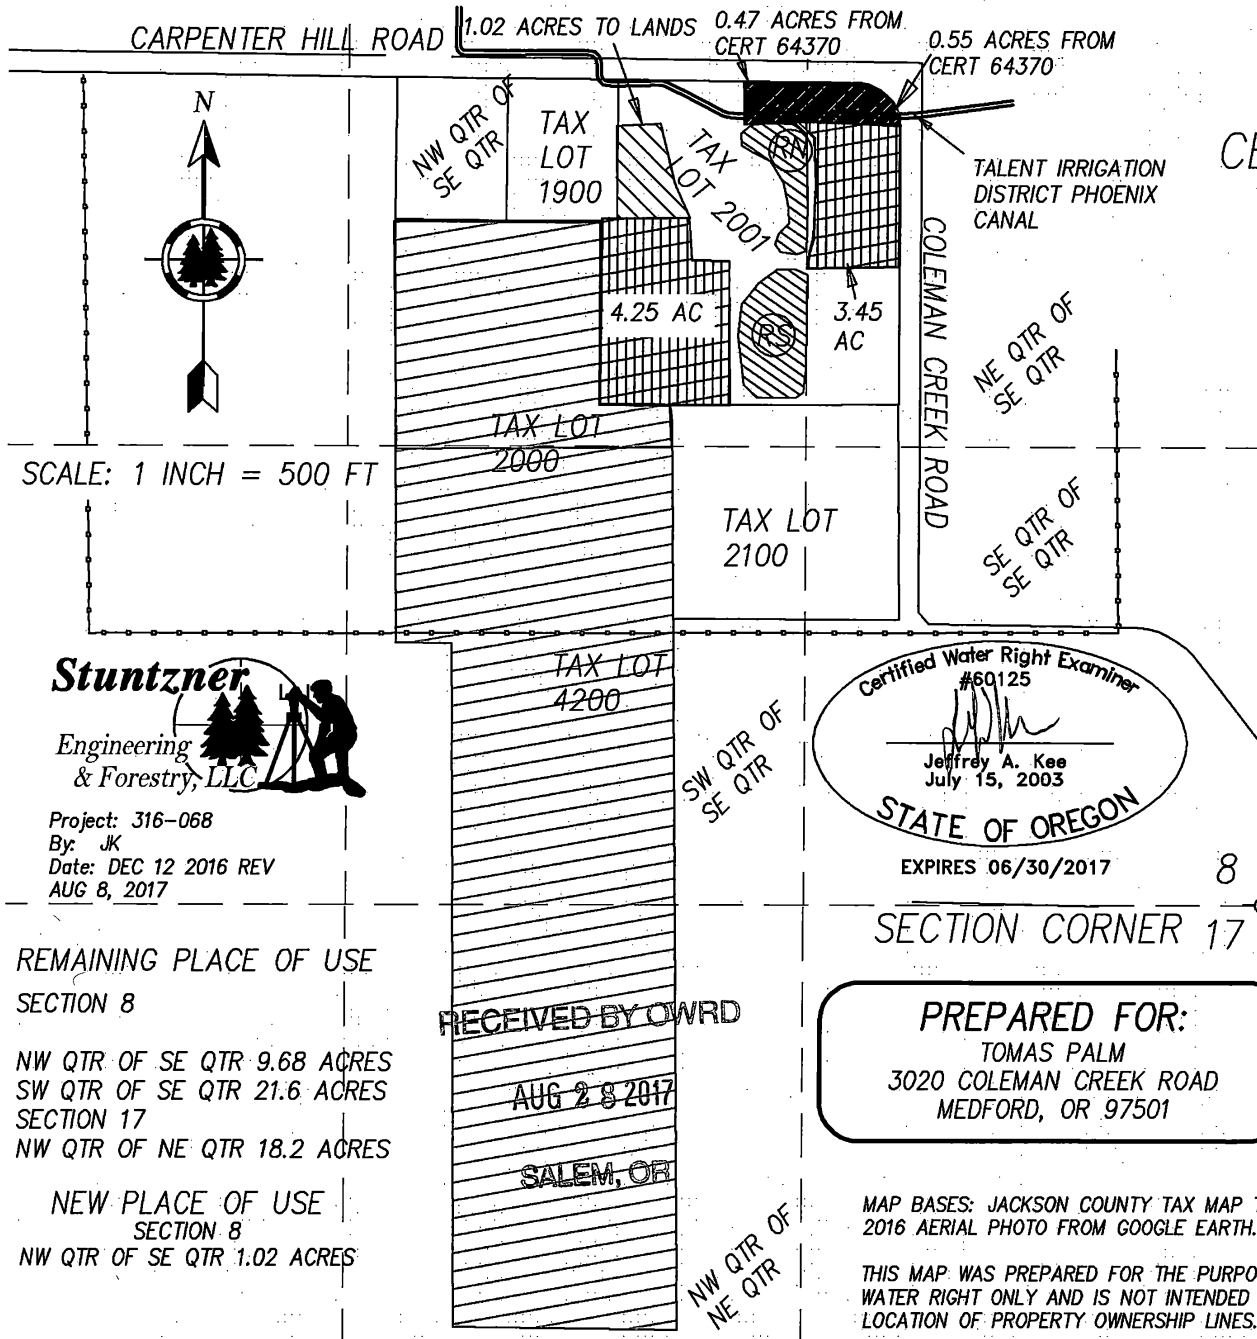 CARPENTER HILL ROAD
1.02 ACRES TO LANDS
0.47 ACRES FROM
CERT 64370
0.55 ACRES FROM
CERT 64370
N
NW QTR OF
SE QTR
TAX
LOT
1900
TAX
LOT 2001
RN
TALENT IRRIGATION
DISTRICT PHOENIX
CANAL
COLEMAN CREEK ROAD
4.25 AC
RS
3.45
AC
NE QTR OF
SE QTR
TAX LOT
2000
SCALE: 1 INCH = 500 FT
TAX LOT
2100
SE QTR OF
SE QTR
Stuntzner
Engineering
& Forestry, LLC
Project: 316-068
By: JK
Date: DEC 12 2016 REV
AUG 8, 2017
TAX LOT
4200
SW QTR OF
SE QTR
Certified Water Right Examiner
#60125
Jeffrey A. Kee
July 15, 2003
STATE OF OREGON
EXPIRES 06/30/2017
8
SECTION CORNER 17
REMAINING PLACE OF USE
SECTION 8
NW QTR OF SE QTR 9.68 ACRES
SW QTR OF SE QTR 21.6 ACRES
SECTION 17
NW QTR OF NE QTR 18.2 ACRES
NEW PLACE OF USE
SECTION 8
NW QTR OF SE QTR 1.02 ACRES
RECEIVED BY OWRD
AUG 28 2017
SALEM, OR
PREPARED FOR:
TOMAS PALM
3020 COLEMAN CREEK ROAD
MEDFORD, OR 97501
NW QTR OF
NE QTR
MAP BASES: JACKSON COUNTY TAX MAP
2016 AERIAL PHOTO FROM GOOGLE EARTH.
THIS MAP WAS PREPARED FOR THE PURPO
WATER RIGHT ONLY AND IS NOT INTENDED
LOCATION OF PROPERTY OWNERSHIP LINES.